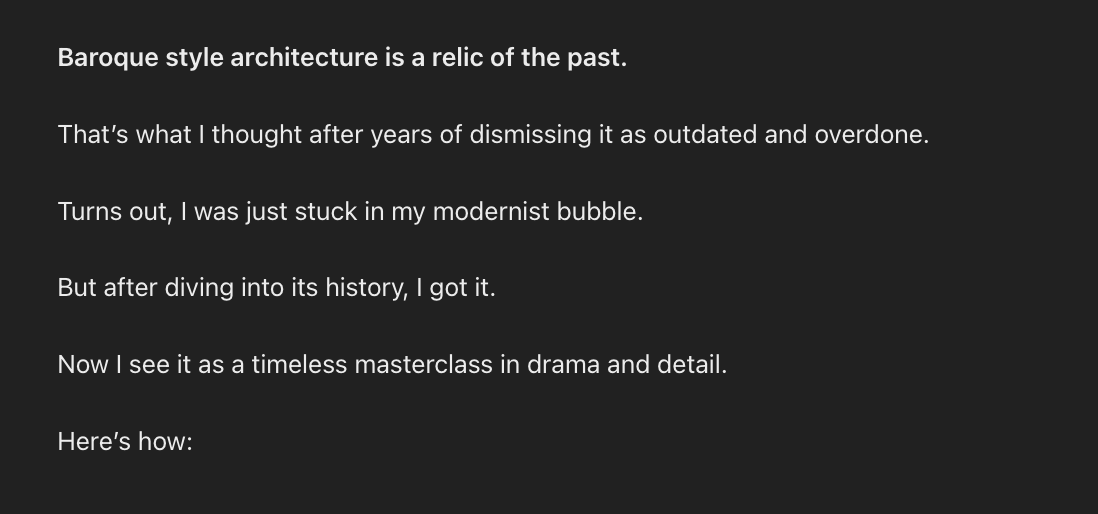 Baroque style architecture is a relic of the past.
That’s what I thought after years of dismissing it as outdated and overdone.
Turns out, I was just stuck in my modernist bubble.
But after diving into its history, I got it.
Now I see it as a timeless masterclass in drama and detail.
Here’s how: